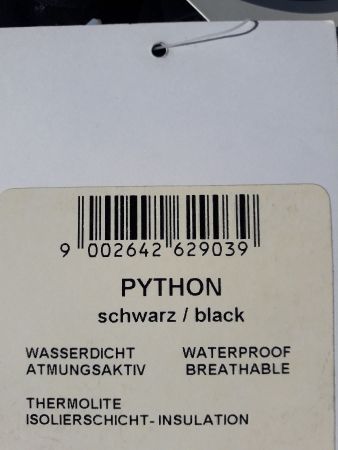 9 002642 629039
PYTHON
schwarz / black
WASSERDICHT WATERPROOF
ATMUNGSAKTIV BREATHABLE
THERMOLITE
ISOLIERSCHICHT-INSULATION